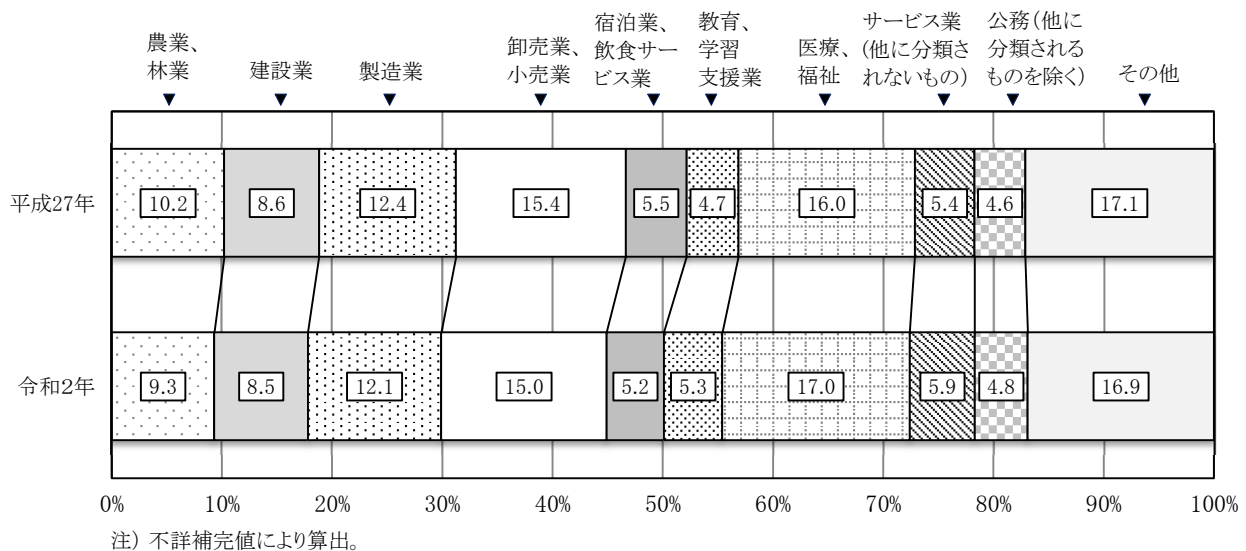 農業、
林業
建設業
製造業
卸売業、
小売業
宿泊業、
飲食サー
ビス業
教育、
学習
支援業
医療、
福祉
サービス業
(他に分類さ
れないもの)
公務(他に
分類される
ものを除く)
その他
平成27年
10.2
8.6
12.4
15.4
5.5
4.7
16.0
5.4
4.6
17.1
令和2年
9.3
8.5
12.1
15.0
5.2
5.3
17.0
5.9
4.8
16.9
0%
10%
20%
30%
40%
50%
60%
70%
80%
90%
100%
注) 不詳補完値により算出。